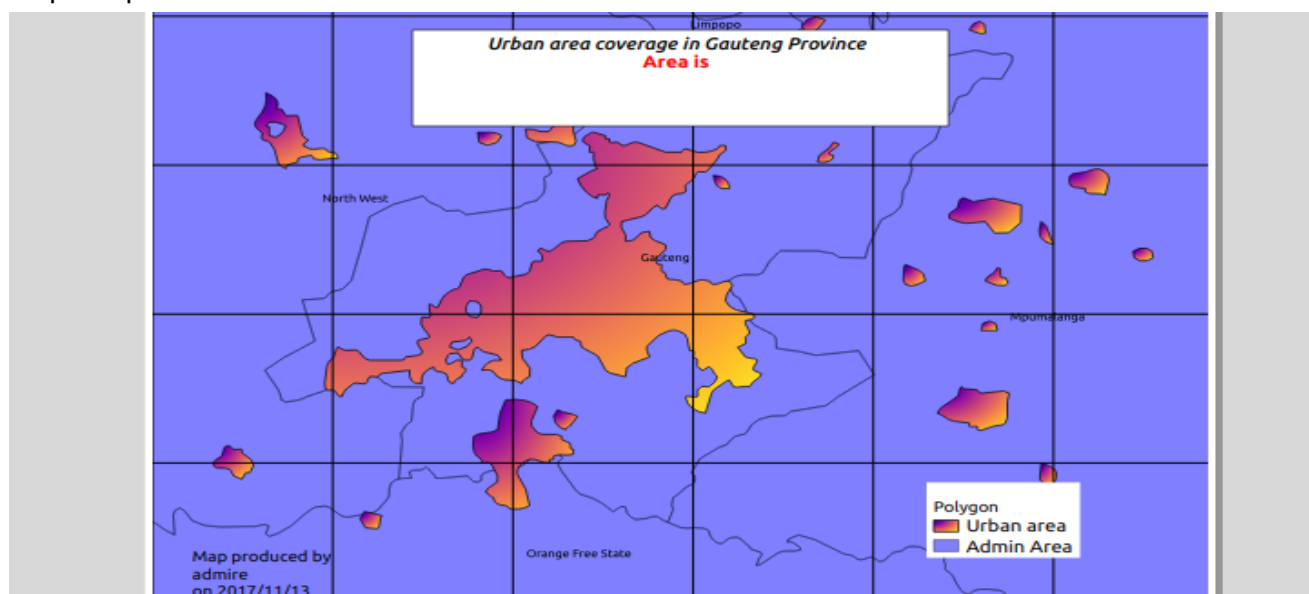 Limpopo
Urban area coverage in Gauteng Province
Area is
North West
Gauteng
Mpumalanga
Polygon
Urban area
Admin Area
Orange Free State
Map produced by
admire
on 2017/11/13